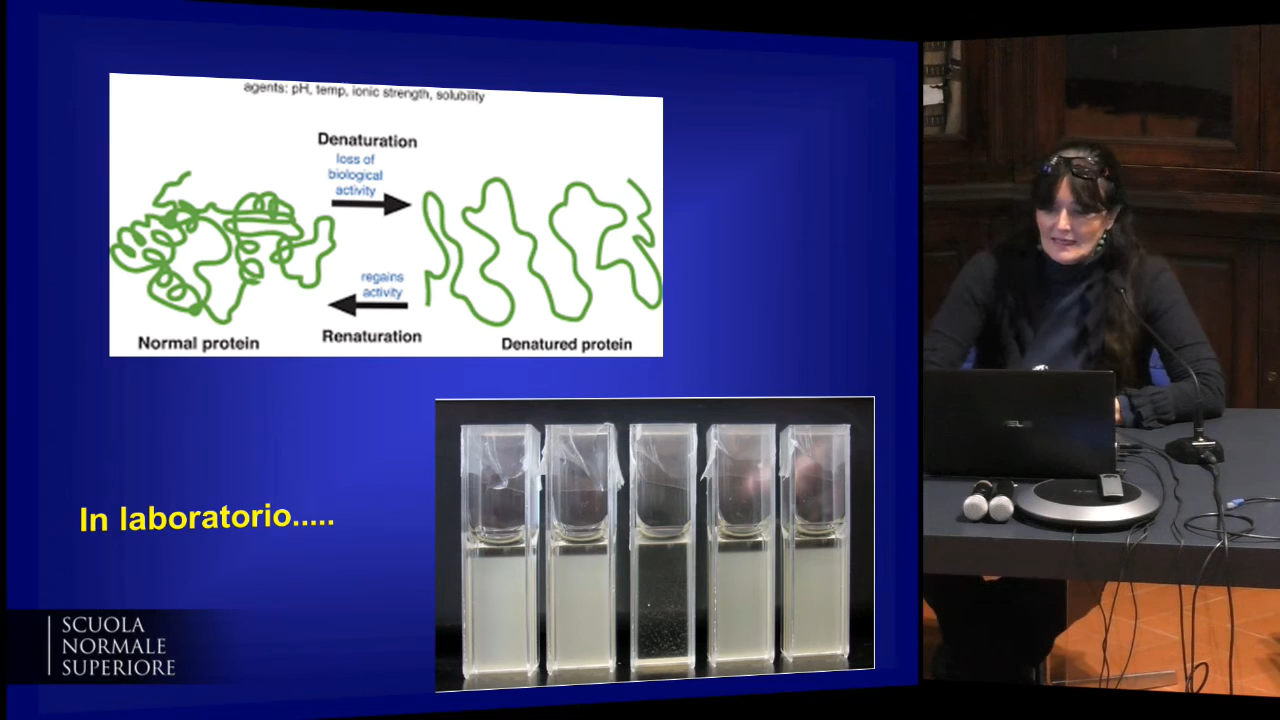 agents: pH, temp, ionic strength, solubility
Denaturation
loss of
biological
activity
regains
activity
Renaturation
Normal protein
Denatured protein
In laboratorio.....
SCUOLA
NORMALE
SUPERIORE